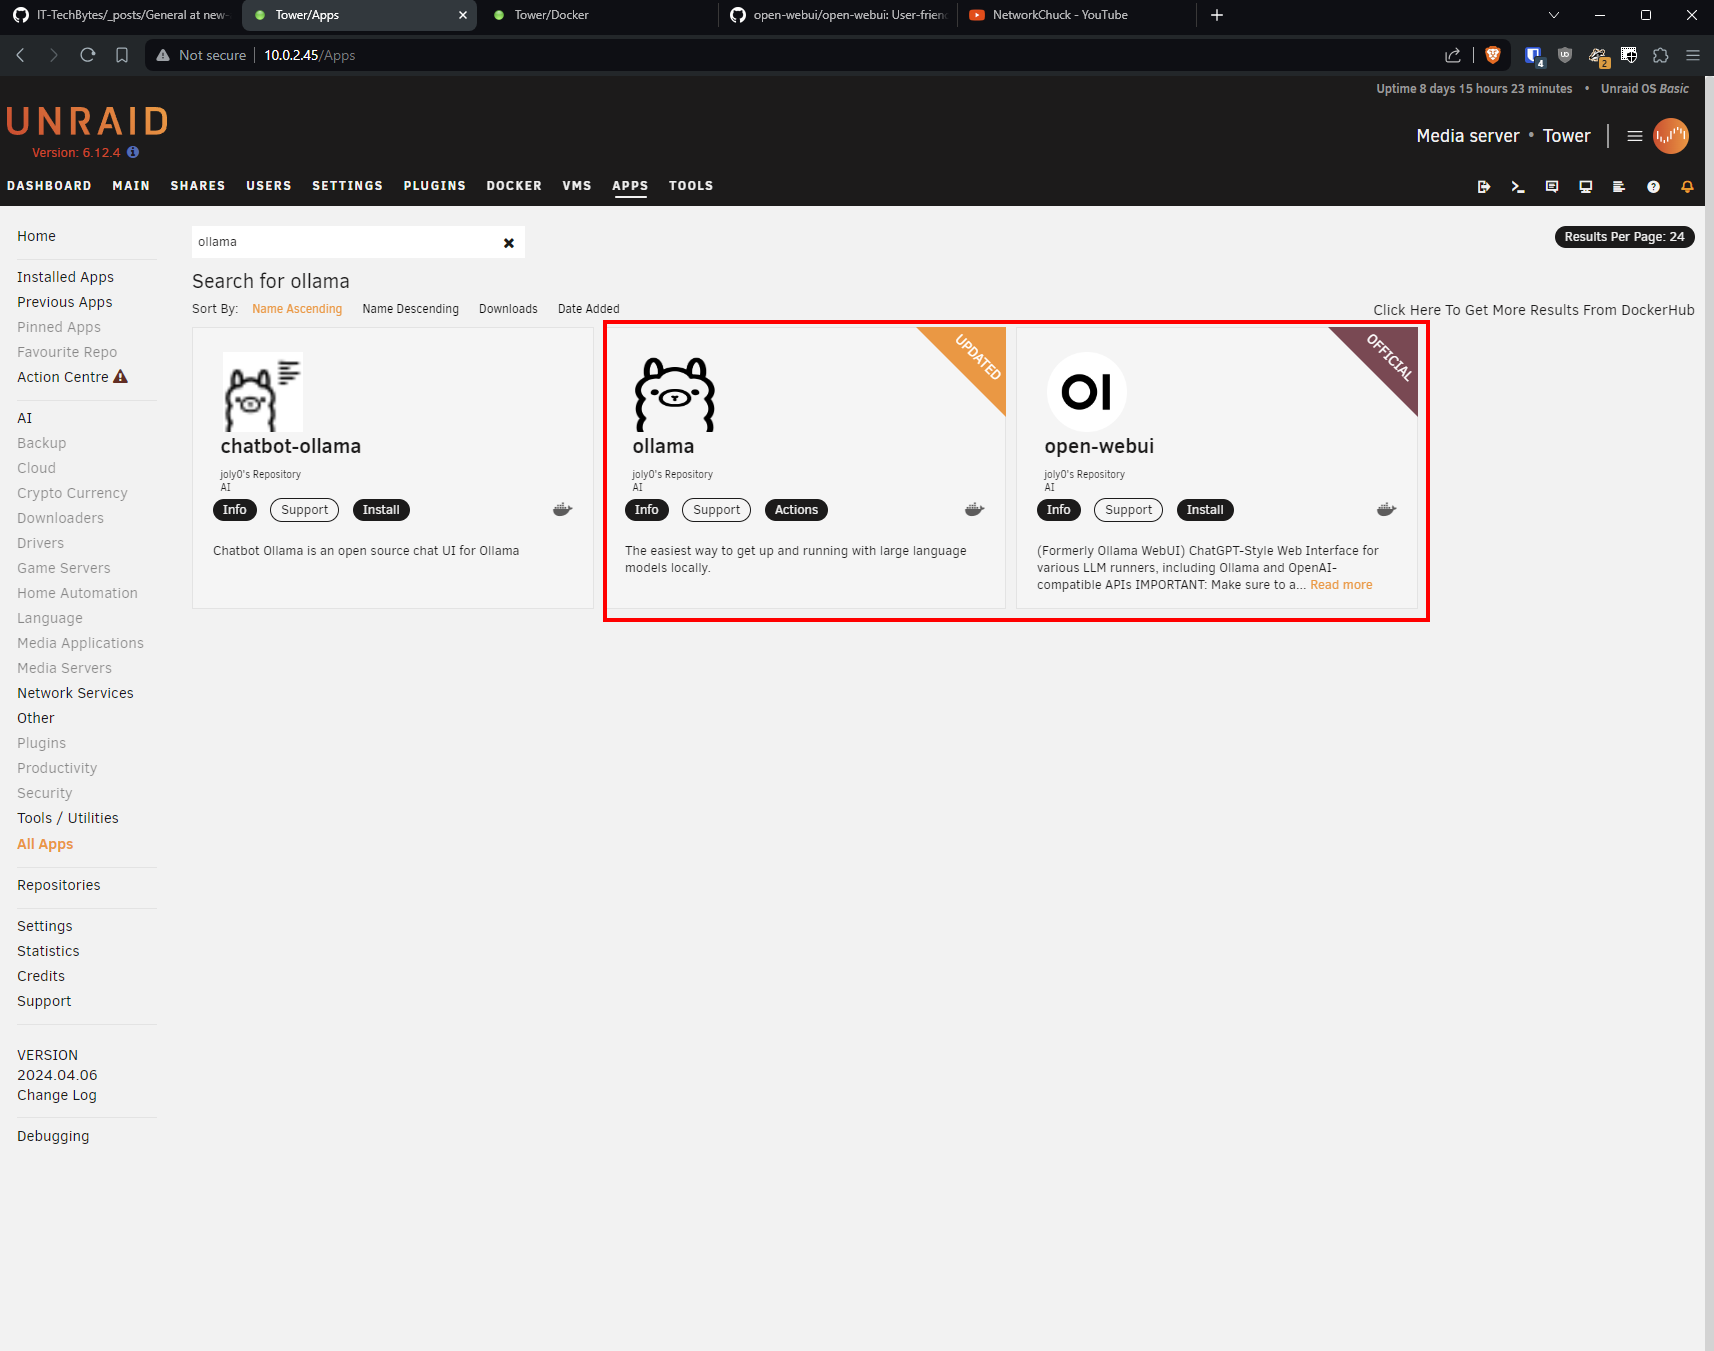 IT-TechBytes/_posts/General at new-
Tower/Apps
Tower/Docker
open-webui/open-webui: User-frien
NetworkChuck - YouTube
Not secure
10.0.2.45/Apps
4
2
Uptime 8 days 15 hours 23 minutes • Unraid OS Basic
UNRAID
Version: 6.12.4
Media server • Tower
DASHBOARD MAIN SHARES USERS SETTINGS PLUGINS DOCKER VMS APPS TOOLS
Home
Installed Apps
Previous Apps
Pinned Apps
Favourite Repo
Action Centre
AI
Backup
Cloud
Crypto Currency
Downloaders
Drivers
Game Servers
Home Automation
Language
Media Applications
Media Servers
Network Services
Other
Plugins
Productivity
Security
Tools / Utilities
All Apps
Repositories
Settings
Statistics
Credits
Support
VERSION
2024.04.06
Change Log
Debugging
ollama
Results Per Page: 24
Search for ollama
Sort By: Name Ascending Name Descending Downloads Date Added
Click Here To Get More Results From DockerHub
chatbot-ollama
joly0's Repository
AI
Info Support Install
Chatbot Ollama is an open source chat UI for Ollama
UPDATED
ollama
joly0's Repository
AI
Info Support Actions
The easiest way to get up and running with large language
models locally.
OFFICIAL
OI
open-webui
joly0's Repository
AI
Info Support Install
(Formerly Ollama WebUI) ChatGPT-Style Web Interface for
various LLM runners, including Ollama and OpenAI-
compatible APIs IMPORTANT: Make sure to a... Read more